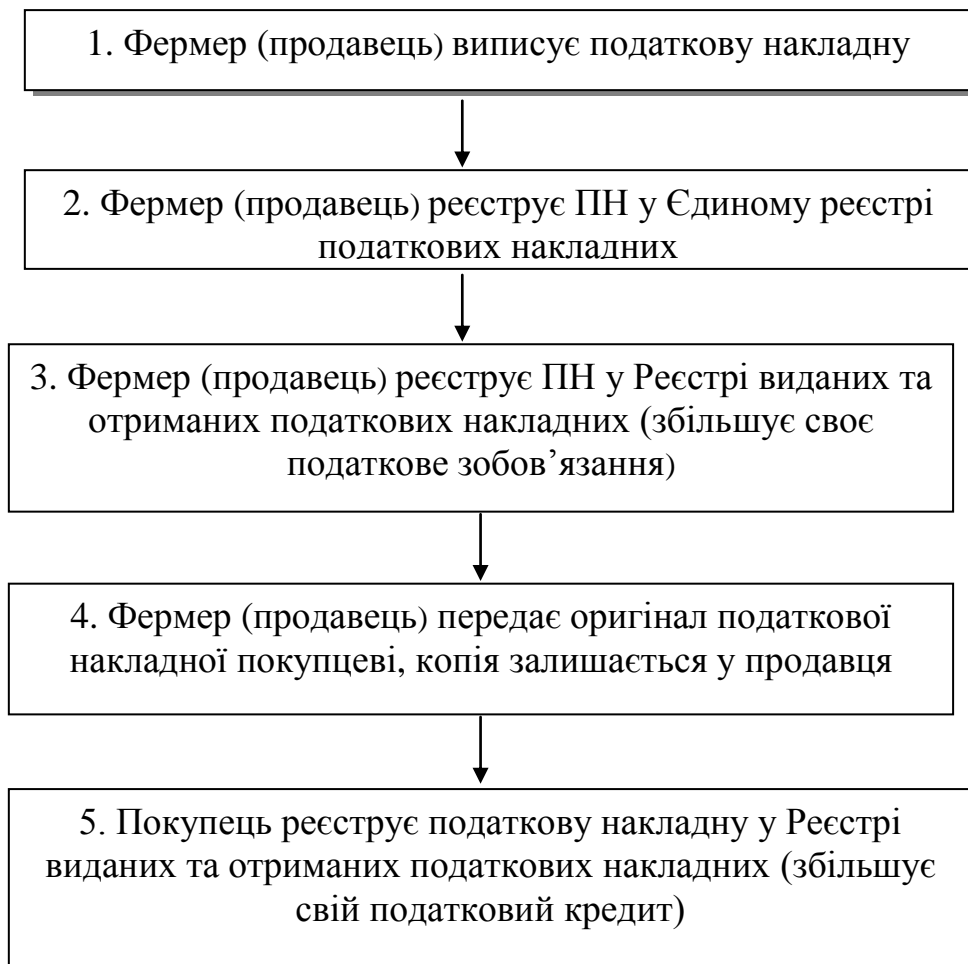 1. Фермер (продавець) виписує податкову накладну
2. Фермер (продавець) реєструє ПН у Єдиному реєстрі
податкових накладних
3. Фермер (продавець) реєструє ПН у Реєстрі виданих та
отриманих податкових накладних (збільшує своє
податкове зобов’язання)
4. Фермер (продавець) передає оригінал податкової
накладної покупцеві, копія залишається у продавця
5. Покупець реєструє податкову накладну у Реєстрі
виданих та отриманих податкових накладних (збільшує
свій податковий кредит)